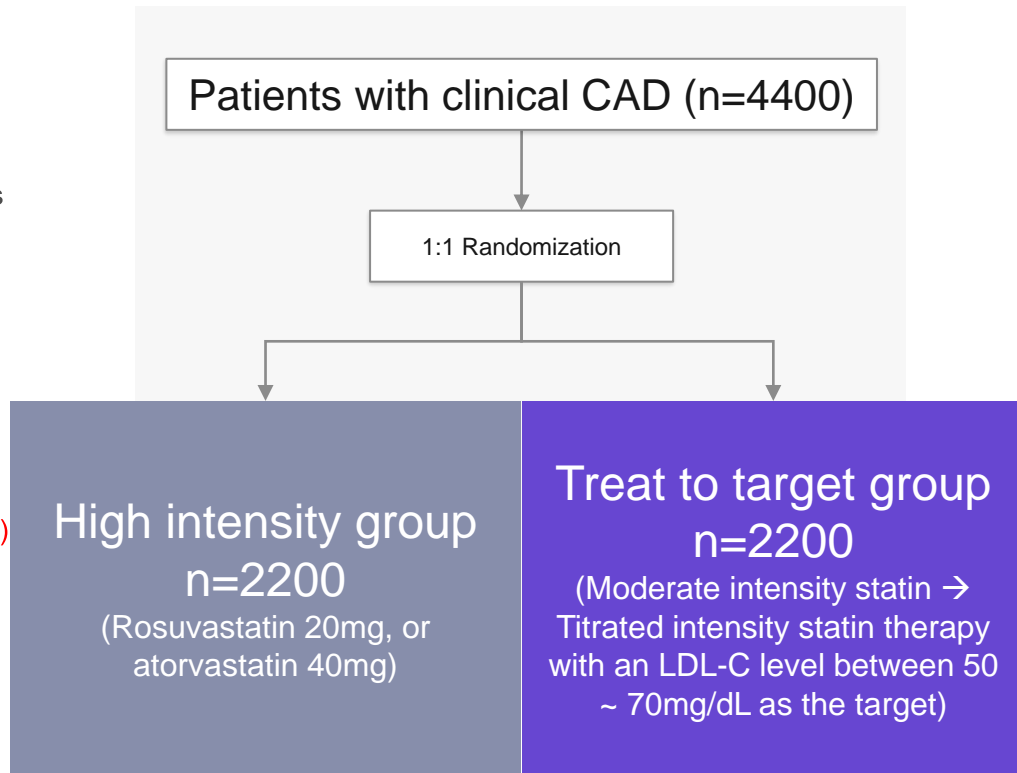 Patients with clinical CAD (n=4400)
s
1:1 Randomization
)
High intensity group
n=2200
(Rosuvastatin 20mg, or
atorvastatin 40mg)
Treat to target group
n=2200
(Moderate intensity statin →
Titrated intensity statin therapy
with an LDL-C level between 50
~ 70mg/dL as the target)